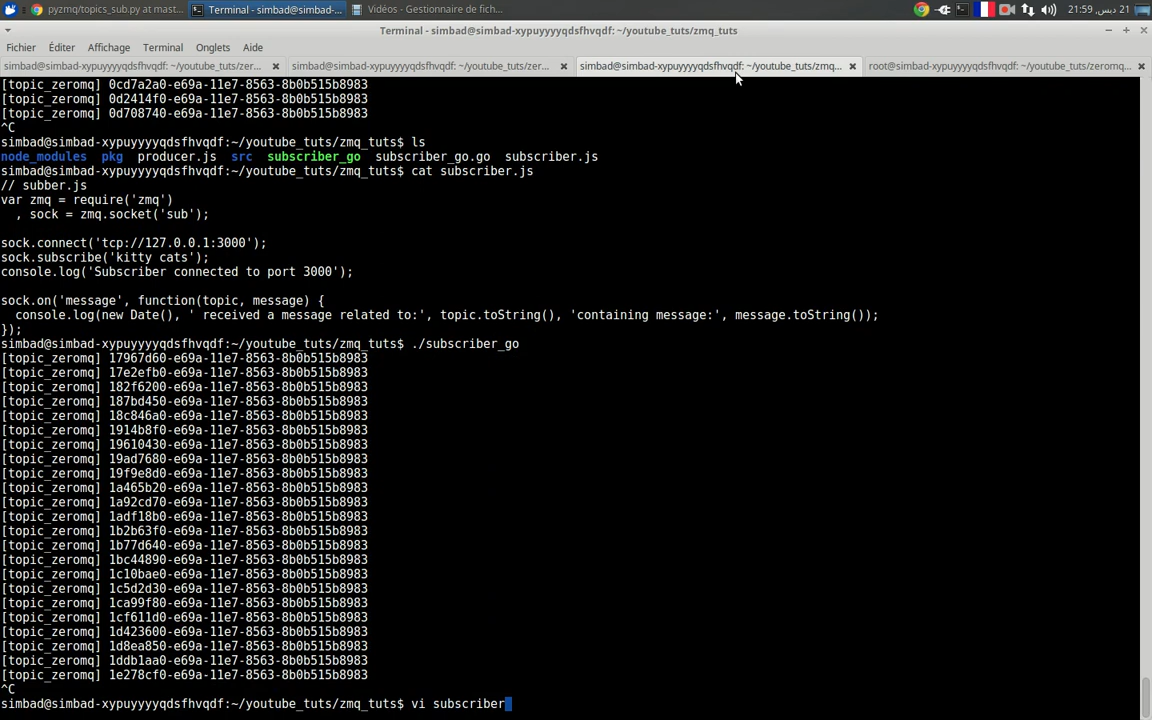 pyzmq/topics_sub.py at mast...
Terminal - simbad@simbad-...
Vidéos - Gestionnaire de fich...
21 ديس, 21:59
Terminal - simbad@simbad-xypuyyyyqdsfhvqdf: ~/youtube_tuts/zmq_tuts
Fichier Éditer Affichage Terminal Onglets Aide
simbad@simbad-xypuyyyyqdsfhvqdf: ~/youtube_tuts/zer...
simbad@simbad-xypuyyyyqdsfhvqdf: ~/youtube_tuts/zer...
simbad@simbad-xypuyyyyqdsfhvqdf: ~/youtube_tuts/zmq...
root@simbad-xypuyyyyqdsfhvqdf: ~/youtube_tuts/zeromq...
[topic_zeromq] 0cd7a2a0-e69a-11e7-8563-8b0b515b8983
[topic_zeromq] 0d2414f0-e69a-11e7-8563-8b0b515b8983
[topic_zeromq] 0d708740-e69a-11e7-8563-8b0b515b8983
^C
simbad@simbad-xypuyyyyqdsfhvqdf:~/youtube_tuts/zmq_tuts$ ls
node_modules pkg producer.js src subscriber_go subscriber_go.go subscriber.js
simbad@simbad-xypuyyyyqdsfhvqdf:~/youtube_tuts/zmq_tuts$ cat subscriber.js
// subber.js
var zmq = require('zmq')
, sock = zmq.socket('sub');
sock.connect('tcp://127.0.0.1:3000');
sock.subscribe('kitty cats');
console.log('Subscriber connected to port 3000');
sock.on('message', function(topic, message) {
console.log(new Date(), ' received a message related to:', topic.toString(), 'containing message:', message.toString());
});
simbad@simbad-xypuyyyyqdsfhvqdf:~/youtube_tuts/zmq_tuts$ ./subscriber_go
[topic_zeromq] 17967d60-e69a-11e7-8563-8b0b515b8983
[topic_zeromq] 17e2efb0-e69a-11e7-8563-8b0b515b8983
[topic_zeromq] 182f6200-e69a-11e7-8563-8b0b515b8983
[topic_zeromq] 187bd450-e69a-11e7-8563-8b0b515b8983
[topic_zeromq] 18c846a0-e69a-11e7-8563-8b0b515b8983
[topic_zeromq] 1914b8f0-e69a-11e7-8563-8b0b515b8983
[topic_zeromq] 19610430-e69a-11e7-8563-8b0b515b8983
[topic_zeromq] 19ad7680-e69a-11e7-8563-8b0b515b8983
[topic_zeromq] 19f9e8d0-e69a-11e7-8563-8b0b515b8983
[topic_zeromq] 1a465b20-e69a-11e7-8563-8b0b515b8983
[topic_zeromq] 1a92cd70-e69a-11e7-8563-8b0b515b8983
[topic_zeromq] 1adf18b0-e69a-11e7-8563-8b0b515b8983
[topic_zeromq] 1b2b63f0-e69a-11e7-8563-8b0b515b8983
[topic_zeromq] 1b77d640-e69a-11e7-8563-8b0b515b8983
[topic_zeromq] 1bc44890-e69a-11e7-8563-8b0b515b8983
[topic_zeromq] 1c10bae0-e69a-11e7-8563-8b0b515b8983
[topic_zeromq] 1c5d2d30-e69a-11e7-8563-8b0b515b8983
[topic_zeromq] 1ca99f80-e69a-11e7-8563-8b0b515b8983
[topic_zeromq] 1cf611d0-e69a-11e7-8563-8b0b515b8983
[topic_zeromq] 1d423600-e69a-11e7-8563-8b0b515b8983
[topic_zeromq] 1d8ea850-e69a-11e7-8563-8b0b515b8983
[topic_zeromq] 1ddb1aa0-e69a-11e7-8563-8b0b515b8983
[topic_zeromq] 1e278cf0-e69a-11e7-8563-8b0b515b8983
^C
simbad@simbad-xypuyyyyqdsfhvqdf:~/youtube_tuts/zmq_tuts$ vi subscriber